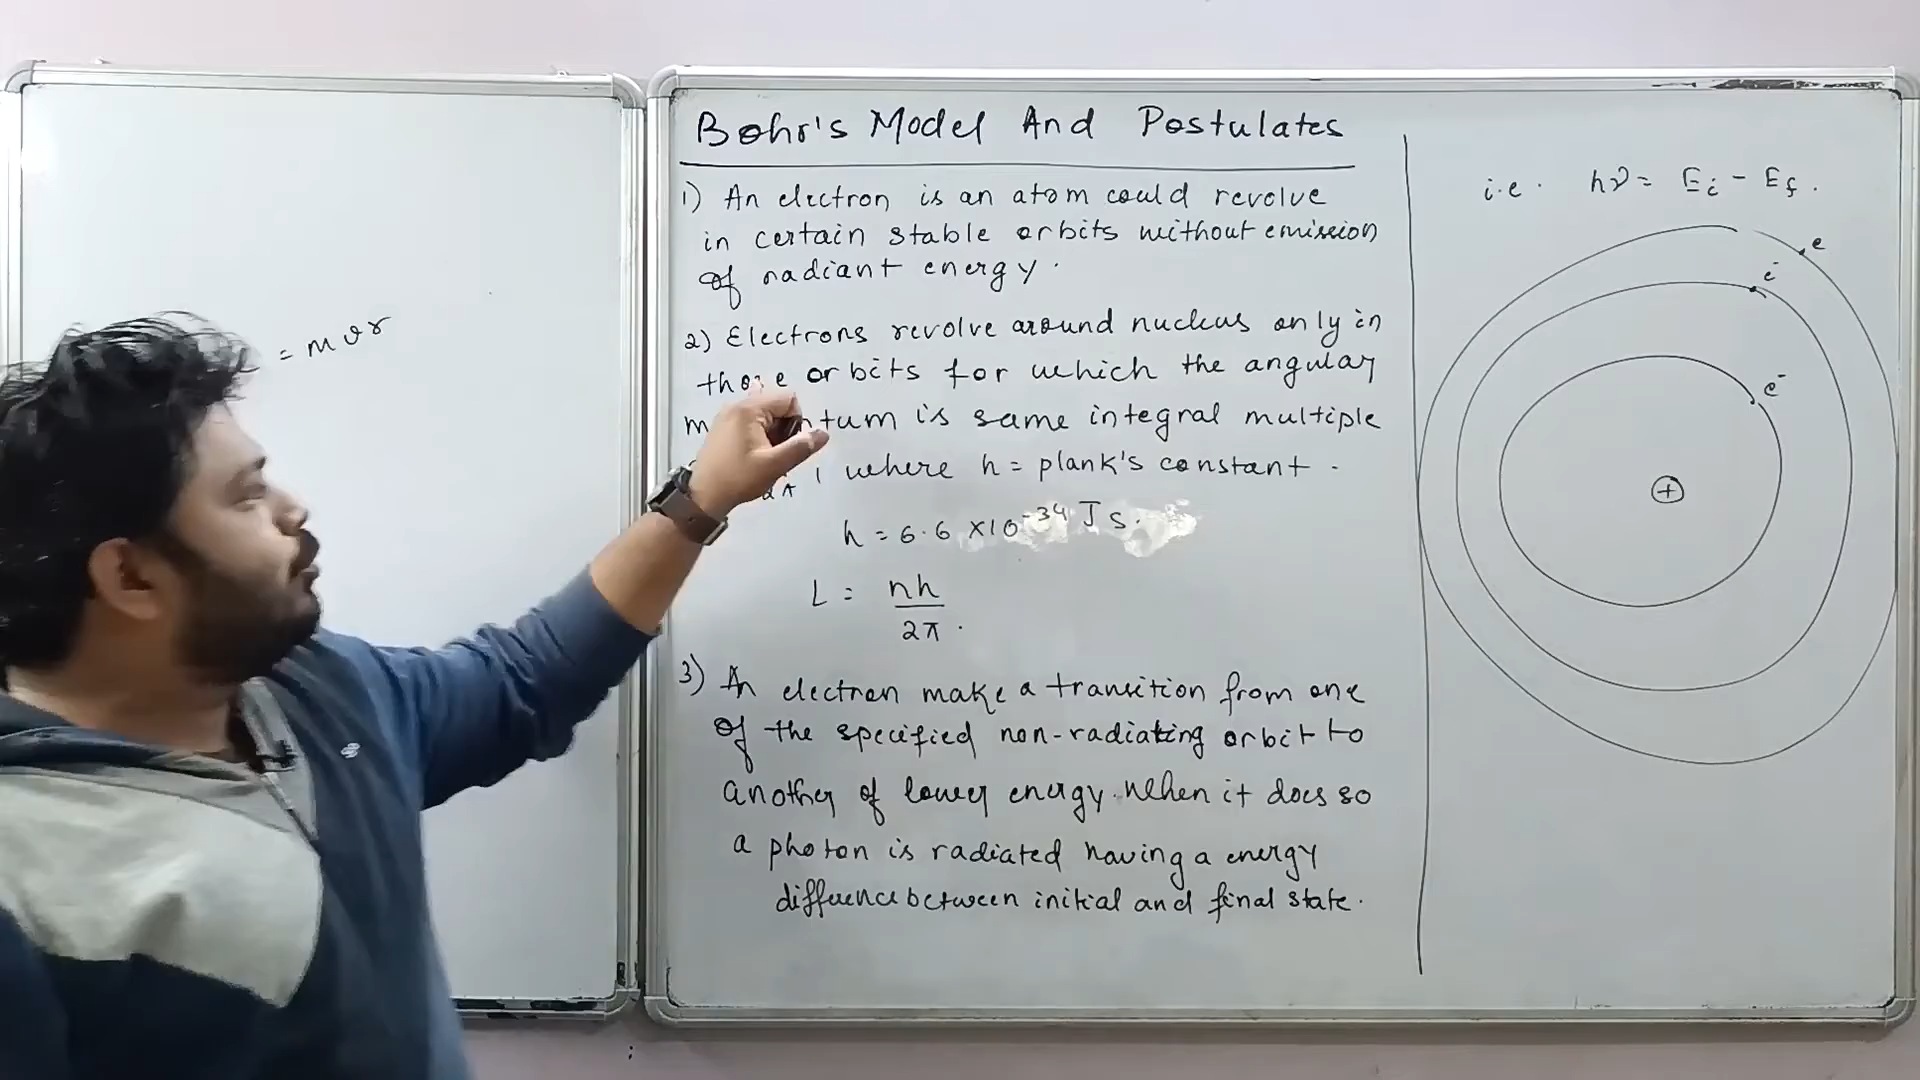 = mvr
Bohr's Model And Postulates
1) An electron is an atom could revolve
in certain stable orbits without emission
of radiant energy.
2) Electrons revolve around nucleus only in
those orbits for which the angular
is same integral multiple
2π, where h = plank's constant.
h = 6.6 ×10⁻³⁴ J s.
L = nh
2π.
3) An electron make a transition from one
of the specified non-radiating orbit to
another of lower energy. When it does so
a photon is radiated having a energy
difference between initial and final state.
i.e. hν = Ei - Ef.
e
e⁻
e⁻
+